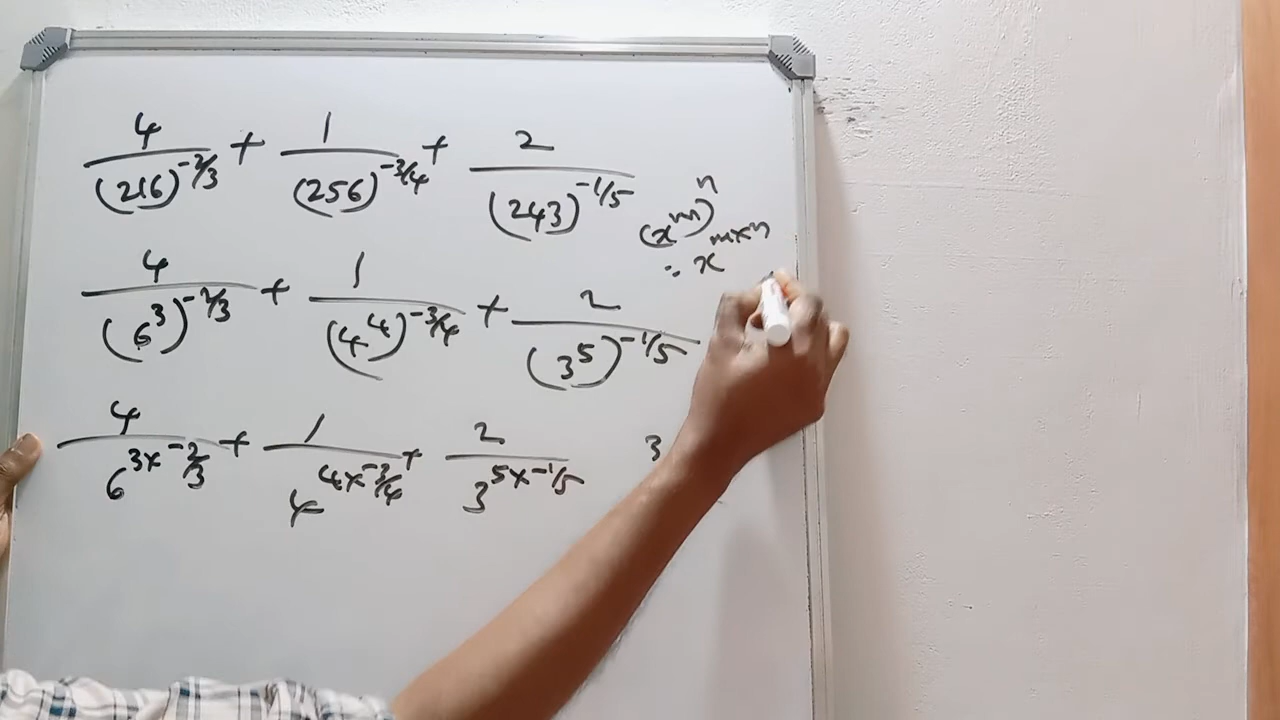 4/(216)^-2/3 + 1/(256)^-3/4 + 2/(243)^-1/5
(x^m)^n
= x^m×n
4/(6^3)^-2/3 + 1/(4^4)^-3/4 + 2/(3^5)^-1/5
4/6^3×-2/3 + 1/4^4×-3/4 + 2/3^5×-1/5
3